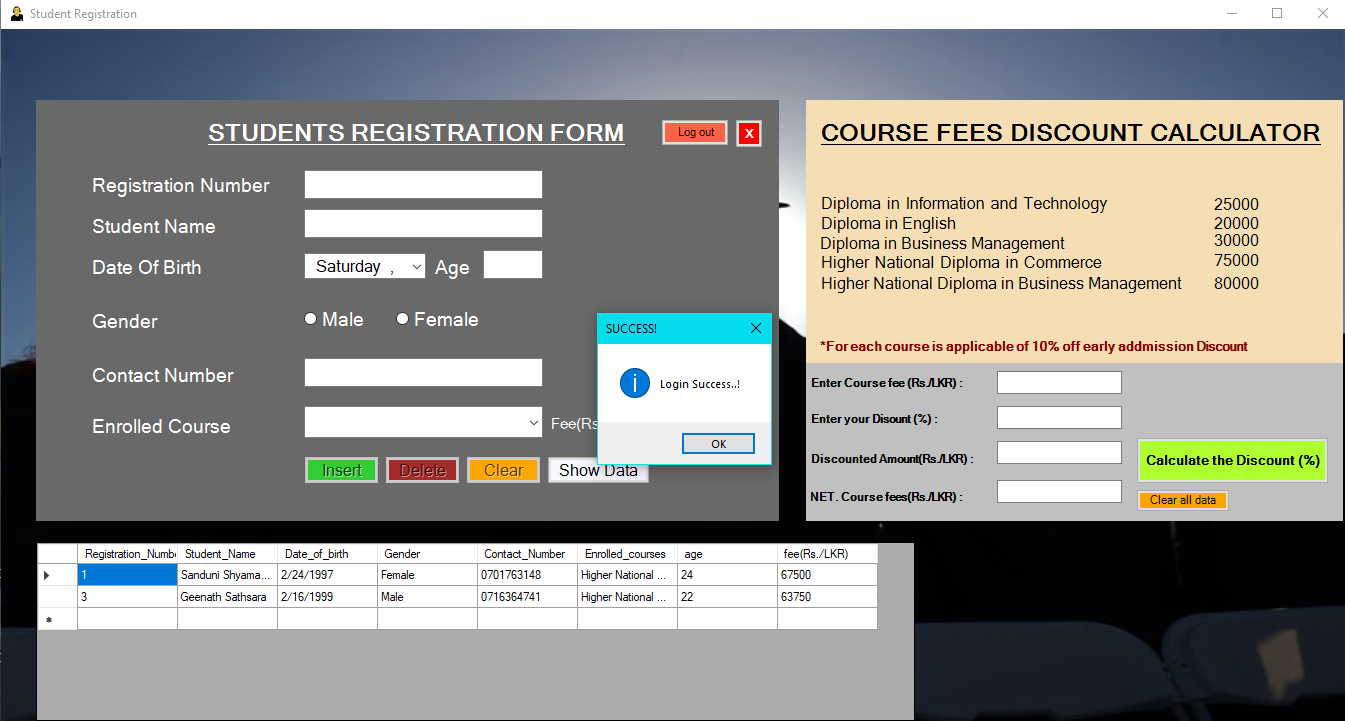 Student Registration
STUDENTS REGISTRATION FORM
Log out
X
Registration Number
Student Name
Date Of Birth
Saturday ,
Age
Gender
Male
Female
Contact Number
Enrolled Course
Fee(Rs
Insert
Delete
Clear
Show Data
SUCCESS!
Login Success..!
OK
COURSE FEES DISCOUNT CALCULATOR
Diploma in Information and Technology 25000
Diploma in English 20000
Diploma in Business Management 30000
Higher National Diploma in Commerce 75000
Higher National Diploma in Business Management 80000
*For each course is applicable of 10% off early addmission Discount
Enter Course fee (Rs./LKR) :
Enter your Disount (%) :
Discounted Amount(Rs./LKR) :
Calculate the Discount (%)
NET. Course fees(Rs./LKR) :
Clear all data
Registration_Numbe Student_Name Date_of_birth Gender Contact_Number Enrolled_courses age fee(Rs./LKR)
1 Sanduni Shyama... 2/24/1997 Female 0701763148 Higher National ... 24 67500
3 Geenath Sathsara 2/16/1999 Male 0716364741 Higher National ... 22 63750